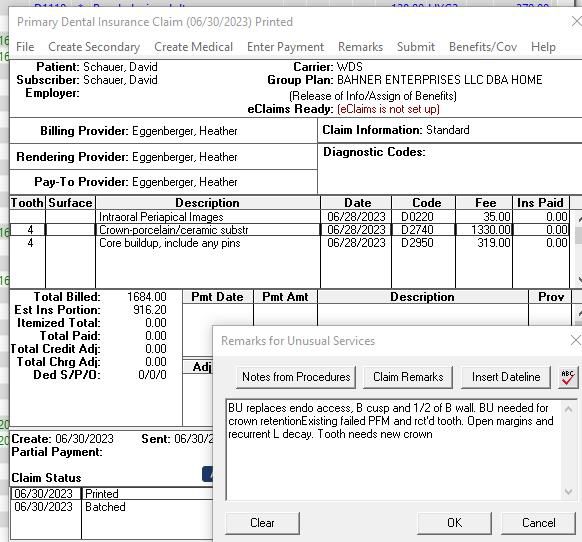 Primary Dental Insurance Claim (06/30/2023) Printed
File Create Secondary Create Medical Enter Payment Remarks Submit Benefits/Cov Help
Patient: Schauer, David Carrier: WDS
Subscriber: Schauer, David Group Plan: BAHNER ENTERPRISES LLC DBA HOME
Employer: (Release of Info/Assign of Benefits)
eClaims Ready: (eClaims is not set up)
Billing Provider: Eggenberger, Heather Claim Information: Standard
Rendering Provider: Eggenberger, Heather Diagnostic Codes:
Pay-To Provider: Eggenberger, Heather
Tooth Surface Description Date Code Fee Ins Paid
Intraoral Periapical Images 06/28/2023 D0220 35.00 0.00
4 Crown-porcelain/ceramic substr 06/28/2023 D2740 1330.00 0.00
4 Core buildup, include any pins 06/28/2023 D2950 319.00 0.00
Total Billed: 1684.00 Pmt Date Pmt Amt Description Prov
Est Ins Portion: 916.20
Itemized Total: 0.00
Total Paid: 0.00
Total Credit Adj: 0.00
Total Chrg Adj: 0.00
Ded S/P/O: 0/0/0
Adj
Remarks for Unusual Services
Notes from Procedures Claim Remarks Insert Dateline ABC
BU replaces endo access, B cusp and 1/2 of B wall. BU needed for
crown retentionExisting failed PFM and rct'd tooth. Open margins and
recurrent L decay. Tooth needs new crown
Clear OK Cancel
Create: 06/30/2023 Sent: 06/30/2
Partial Payment:
Claim Status
06/30/2023 Printed
06/30/2023 Batched